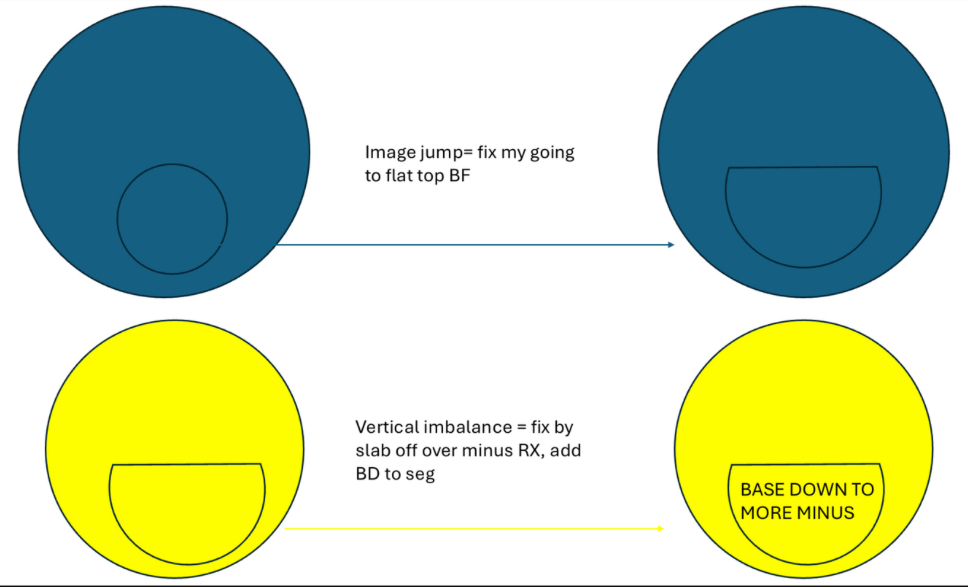 Image jump= fix my going
to flat top BF
Vertical imbalance = fix by
slab off over minus RX, add
BD to seg
BASE DOWN TO
MORE MINUS